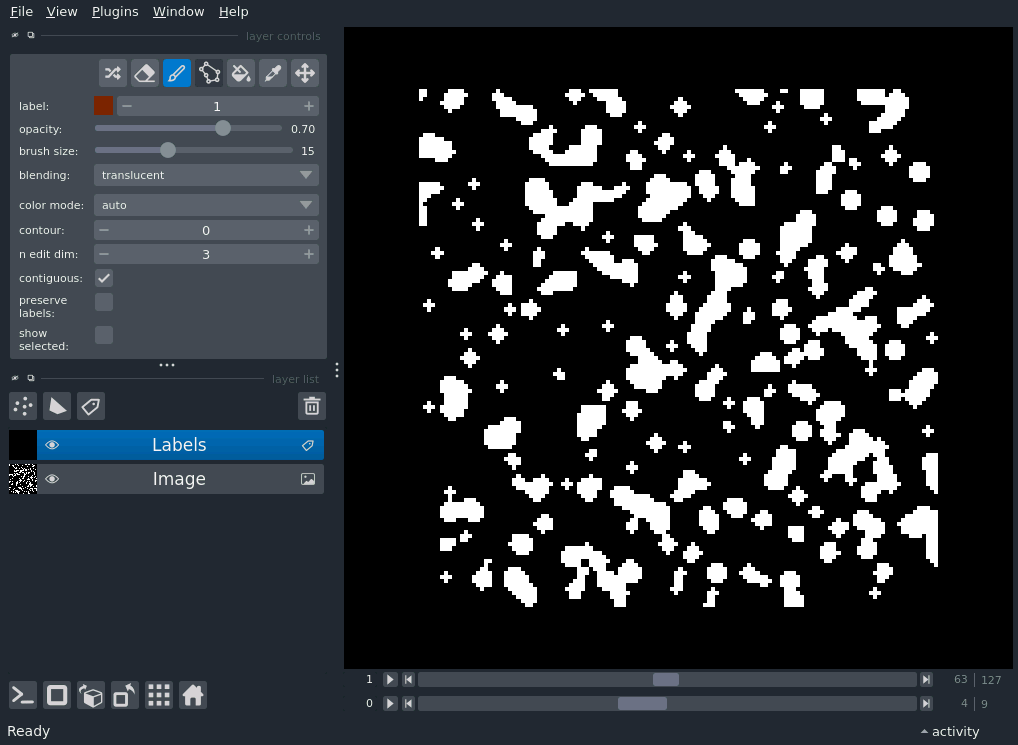 File View Plugins Window Help
layer controls
label: 1
opacity: 0.70
brush size: 15
blending: translucent
color mode: auto
contour: 0
n edit dim: 3
contiguous:
preserve
labels:
show
selected:
layer list
Labels
Image
1 63 127
0 4 9
Ready activity